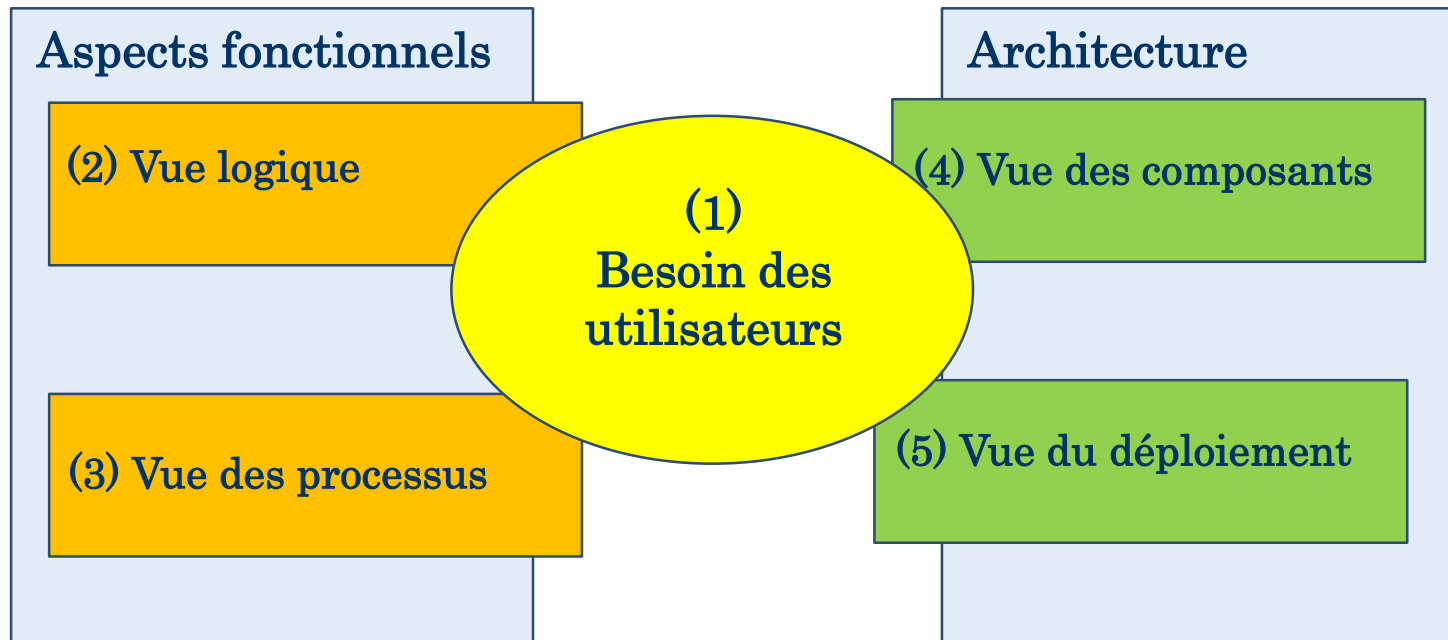 Aspects fonctionnels
(2) Vue logique
(3) Vue des processus
(1)
Besoin des
utilisateurs
Architecture
(4) Vue des composants
(5) Vue du déploiement